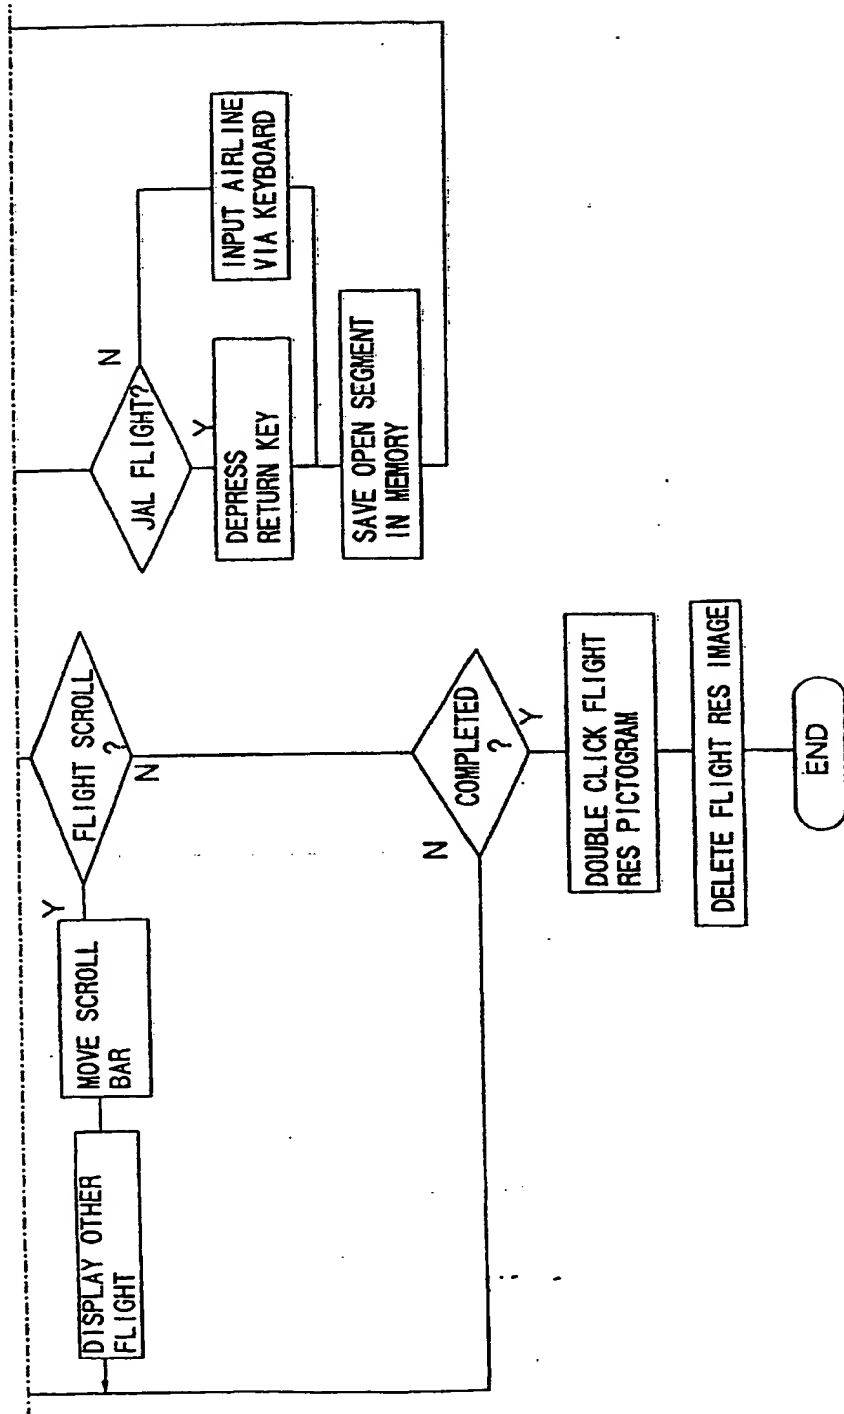 FLIGHT SCROLL
?
Y
N
MOVE SCROLL
BAR
DISPLAY OTHER
FLIGHT
COMPLETED
?
N
Y
DOUBLE CLICK FLIGHT
RES PICTOGRAM
DELETE FLIGHT RES IMAGE
END
JAL FLIGHT?
N
Y
DEPRESS
RETURN KEY
INPUT AIRLINE
VIA KEYBOARD
SAVE OPEN SEGMENT
IN MEMORY